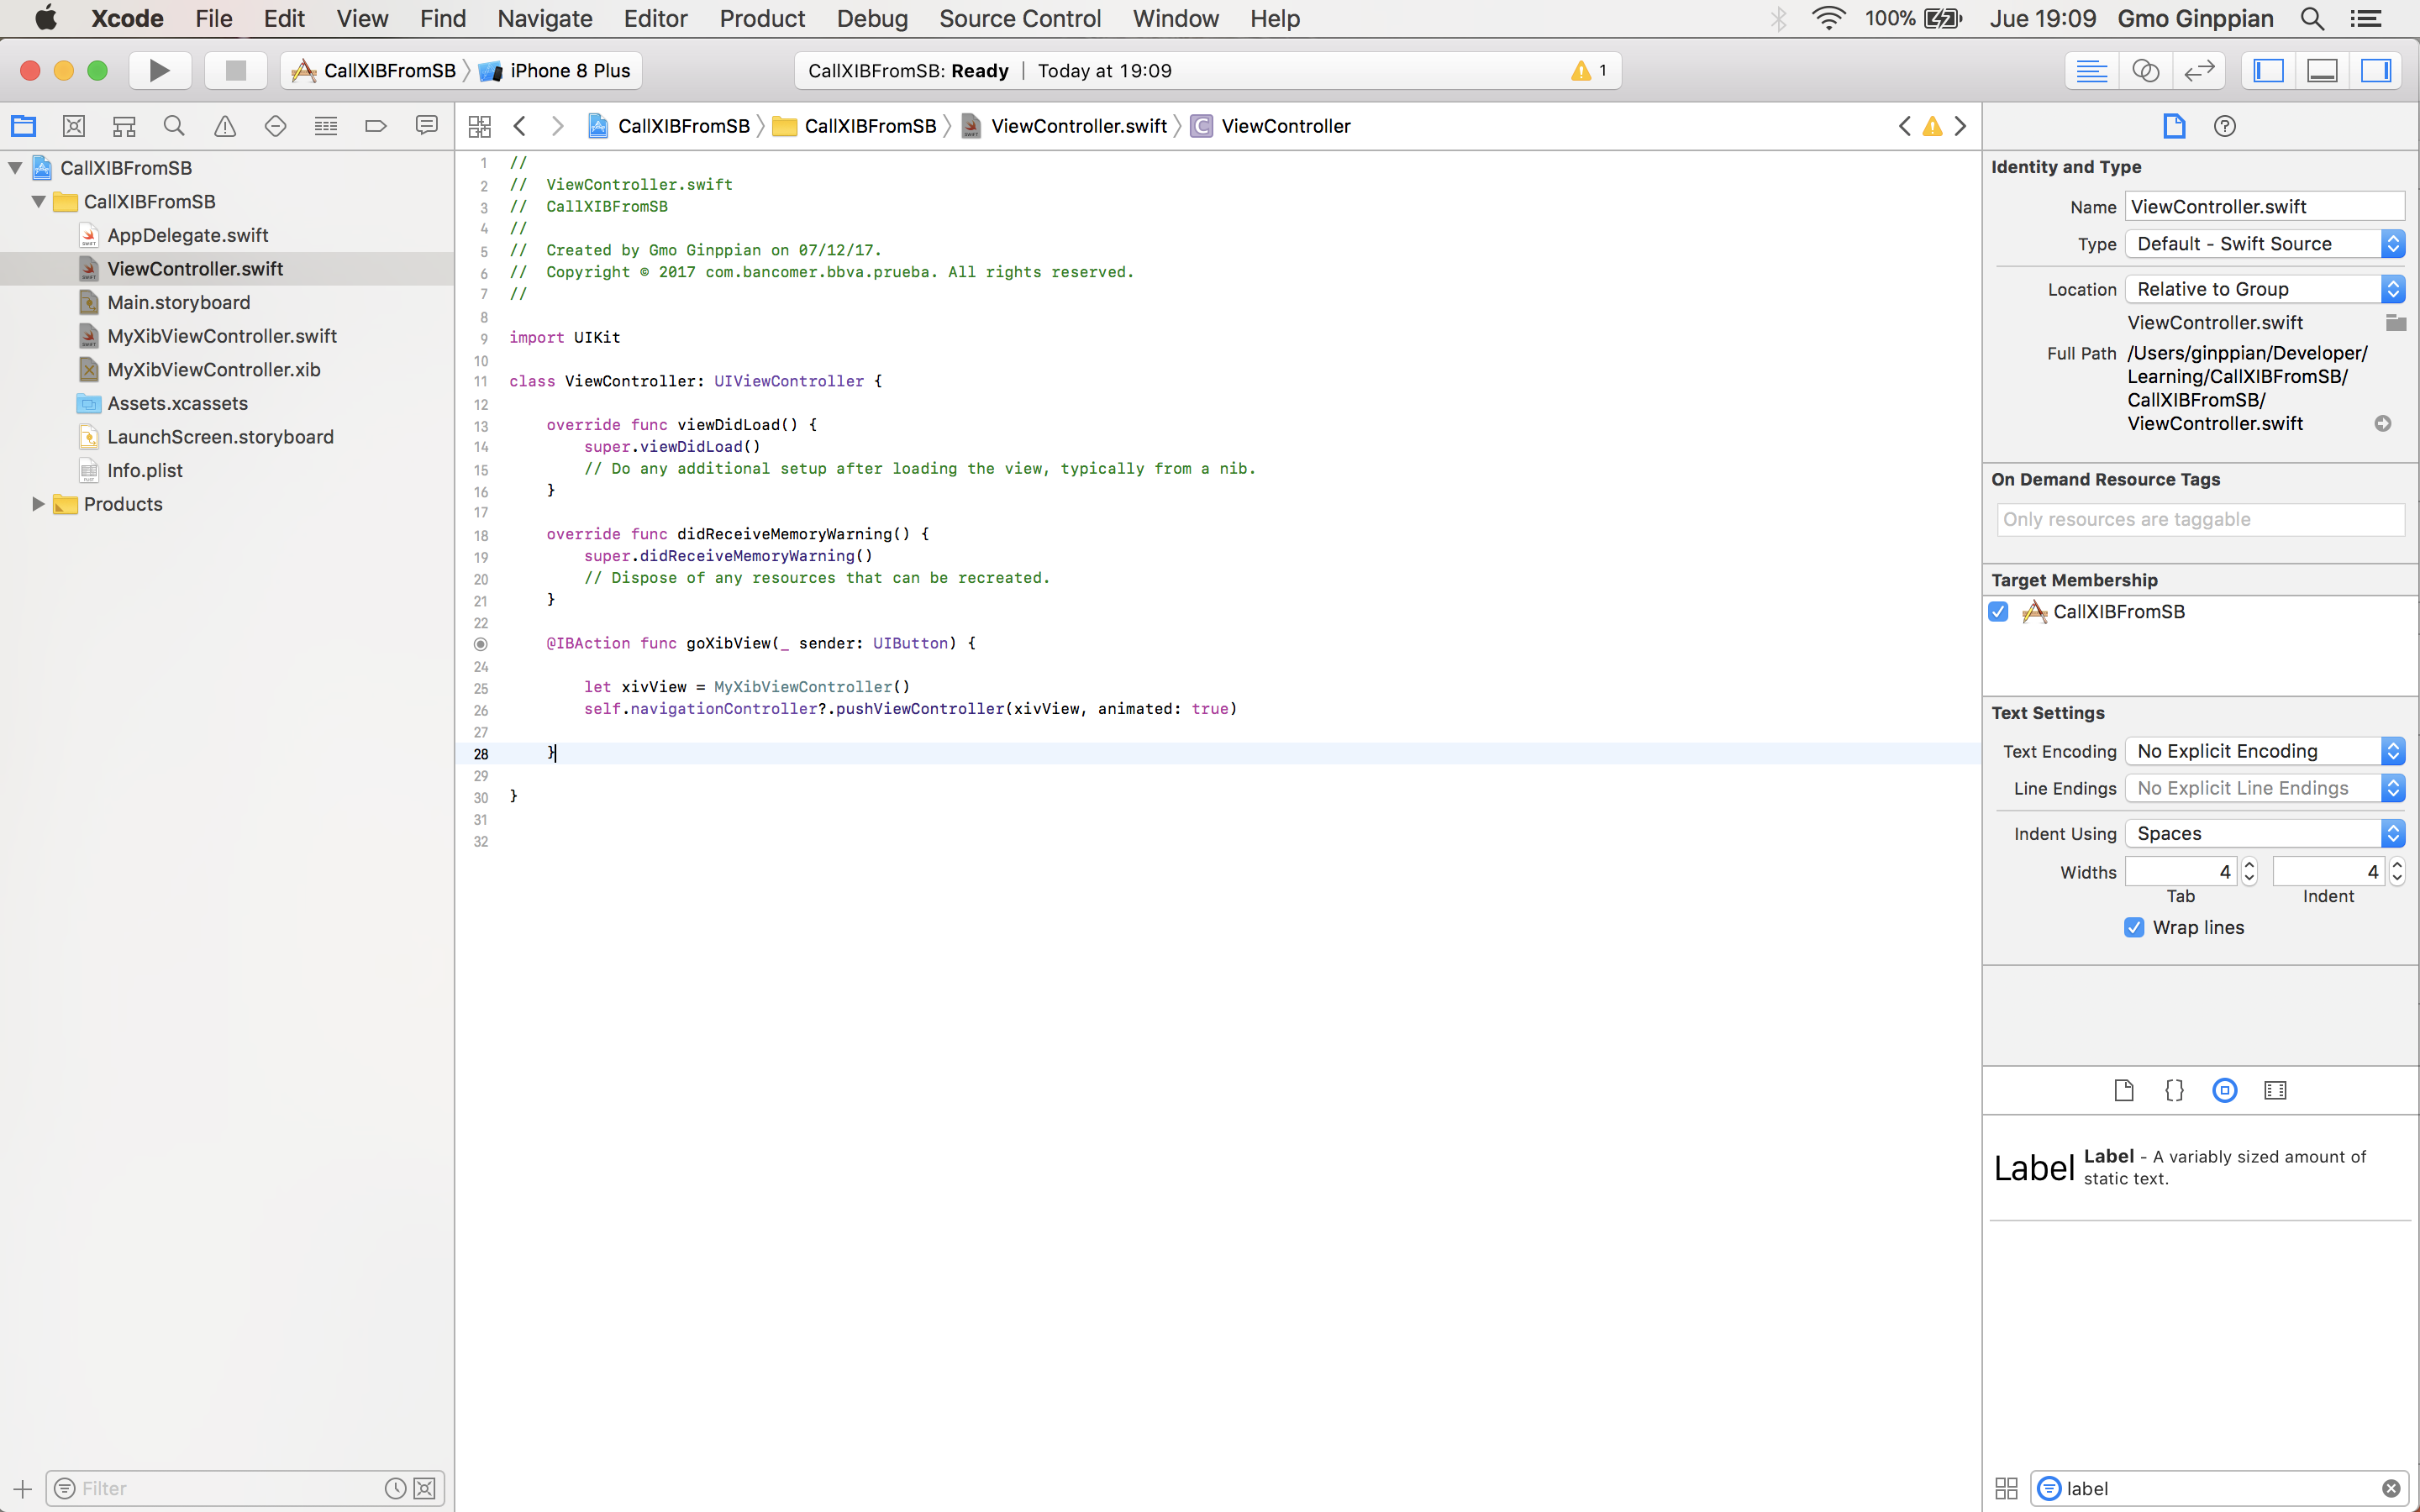 Xcode File Edit View Find Navigate Editor Product Debug Source Control Window Help 100% Jue 19:09 Gmo Ginppian
CallXIBFromSB iPhone 8 Plus CallXIBFromSB: Ready | Today at 19:09 1
CallXIBFromSB CallXIBFromSB ViewController.swift C ViewController
CallXIBFromSB
CallXIBFromSB
AppDelegate.swift
ViewController.swift
Main.storyboard
MyXibViewController.swift
MyXibViewController.xib
Assets.xcassets
LaunchScreen.storyboard
Info.plist
Products
Filter
1 //
2 // ViewController.swift
3 // CallXIBFromSB
4 //
5 // Created by Gmo Ginppian on 07/12/17.
6 // Copyright © 2017 com.bancomer.bbva.prueba. All rights reserved.
7 //
8
9 import UIKit
10
11 class ViewController: UIViewController {
12
13 override func viewDidLoad() {
14 super.viewDidLoad()
15 // Do any additional setup after loading the view, typically from a nib.
16 }
17
18 override func didReceiveMemoryWarning() {
19 super.didReceiveMemoryWarning()
20 // Dispose of any resources that can be recreated.
21 }
22
@IBAction func goXibView(_ sender: UIButton) {
24
25 let xivView = MyXibViewController()
26 self.navigationController?.pushViewController(xivView, animated: true)
27
28 }
29
30 }
31
32
Identity and Type
Name ViewController.swift
Type Default - Swift Source
Location Relative to Group
ViewController.swift
Full Path /Users/ginppian/Developer/
Learning/CallXIBFromSB/
CallXIBFromSB/
ViewController.swift
On Demand Resource Tags
Only resources are taggable
Target Membership
CallXIBFromSB
Text Settings
Text Encoding No Explicit Encoding
Line Endings No Explicit Line Endings
Indent Using Spaces
Widths 4 4
Tab Indent
Wrap lines
{}
Label Label - A variably sized amount of
static text.
label